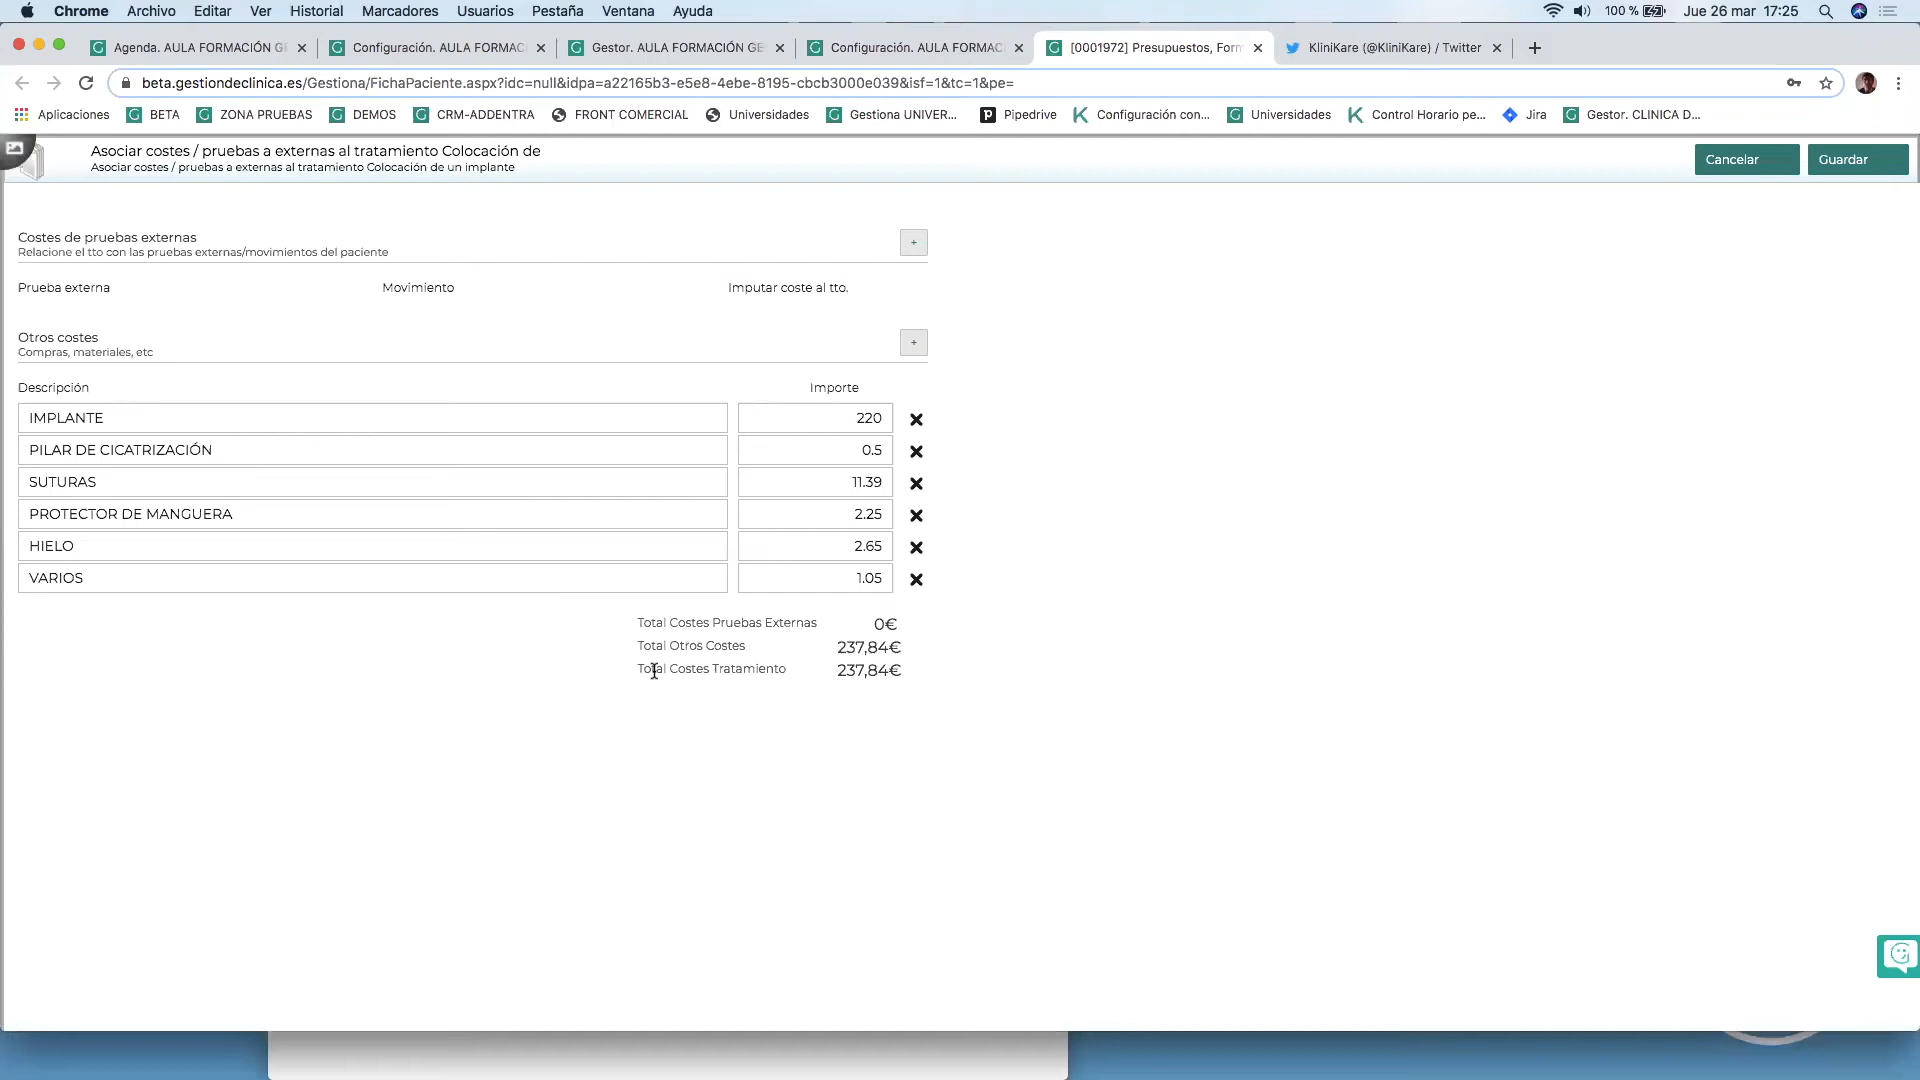 Chrome Archivo Editar Ver Historial Marcadores Usuarios Pestaña Ventana Ayuda 100 % Jue 26 mar 17:25
Agenda. AULA FORMACIÓN GE Configuración. AULA FORMAC Gestor. AULA FORMACIÓN GE Configuración. AULA FORMAC [0001972] Presupuestos, Form KliniKare (@KliniKare) / Twitter
beta.gestiondeclinica.es/Gestiona/FichaPaciente.aspx?idc=null&idpa=a22165b3-e5e8-4ebe-8195-cbcb3000e039&isf=1&tc=1&pe=
Aplicaciones BETA ZONA PRUEBAS DEMOS CRM-ADDENTRA FRONT COMERCIAL Universidades Gestiona UNIVER... Pipedrive Configuración con... Universidades Control Horario pe... Jira Gestor. CLINICA D...
Asociar costes / pruebas a externas al tratamiento Colocación de
Asociar costes / pruebas a externas al tratamiento Colocación de un implante
Cancelar Guardar
Costes de pruebas externas
Relacione el tto con las pruebas externas/movimientos del paciente
+
Prueba externa Movimiento Imputar coste al tto.
Otros costes
Compras, materiales, etc
+
Descripción Importe
IMPLANTE 220
PILAR DE CICATRIZACIÓN 0.5
SUTURAS 11.39
PROTECTOR DE MANGUERA 2.25
HIELO 2.65
VARIOS 1.05
Total Costes Pruebas Externas 0€
Total Otros Costes 237,84€
Total Costes Tratamiento 237,84€